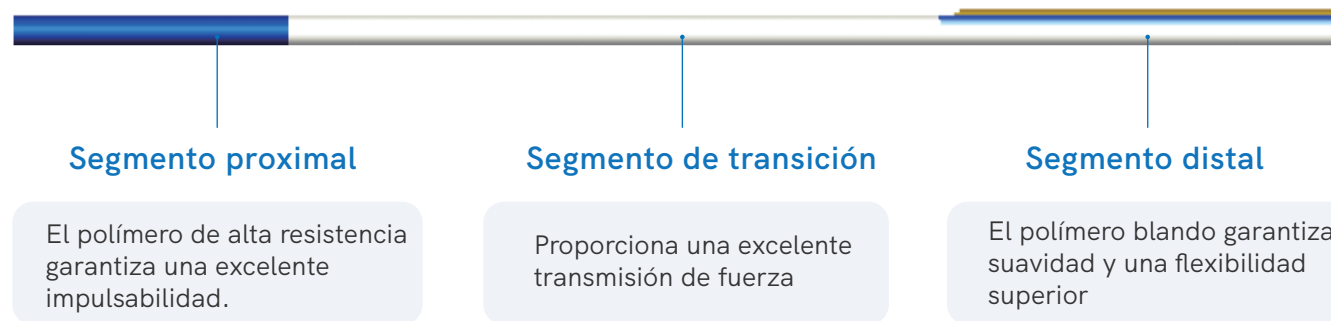 Segmento proximal
Segmento de transición
Segmento distal
El polímero de alta resistencia
garantiza una excelente
impulsabilidad.
Proporciona una excelente
transmisión de fuerza
El polímero blando garantiza
suavidad y una flexibilidad
superior